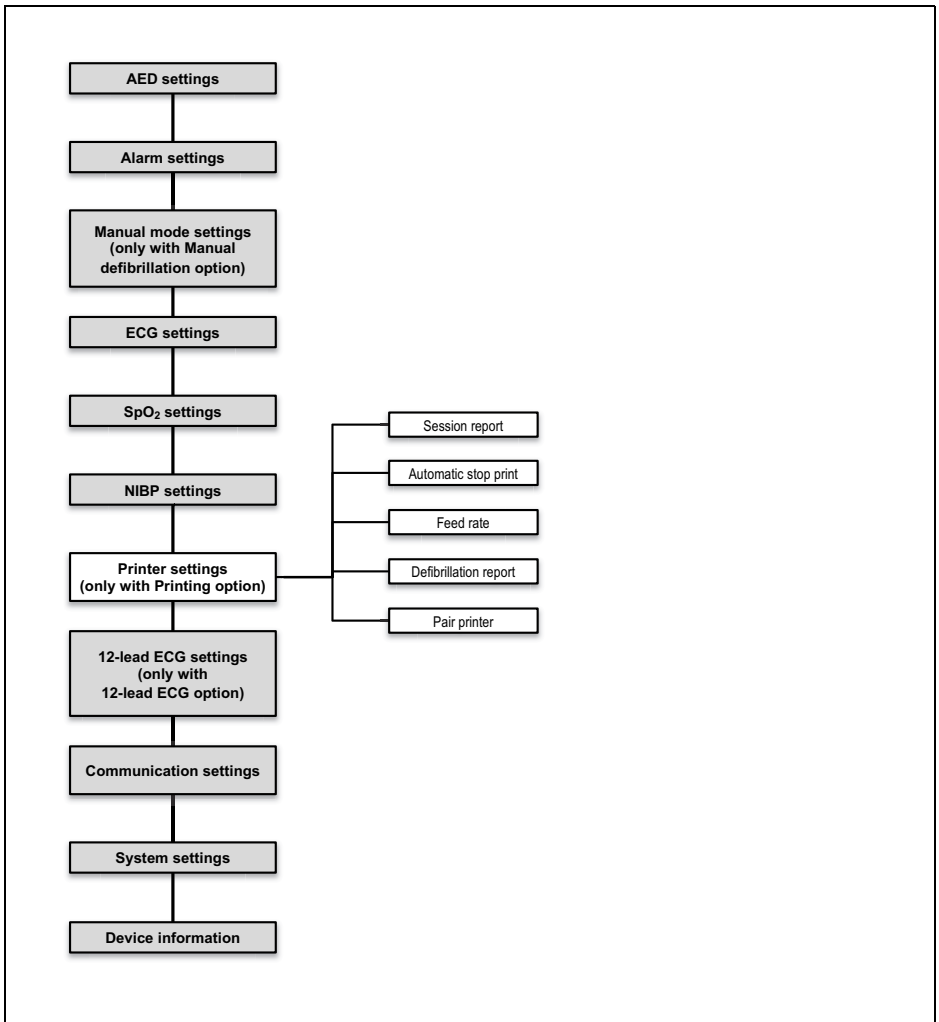 AED settings
Alarm settings
Manual mode settings
(only with Manual
defibrillation option)
ECG settings
SpO₂ settings
NIBP settings
Printer settings
(only with Printing option)
Session report
Automatic stop print
Feed rate
Defibrillation report
Pair printer
12-lead ECG settings
(only with
12-lead ECG option)
Communication settings
System settings
Device information